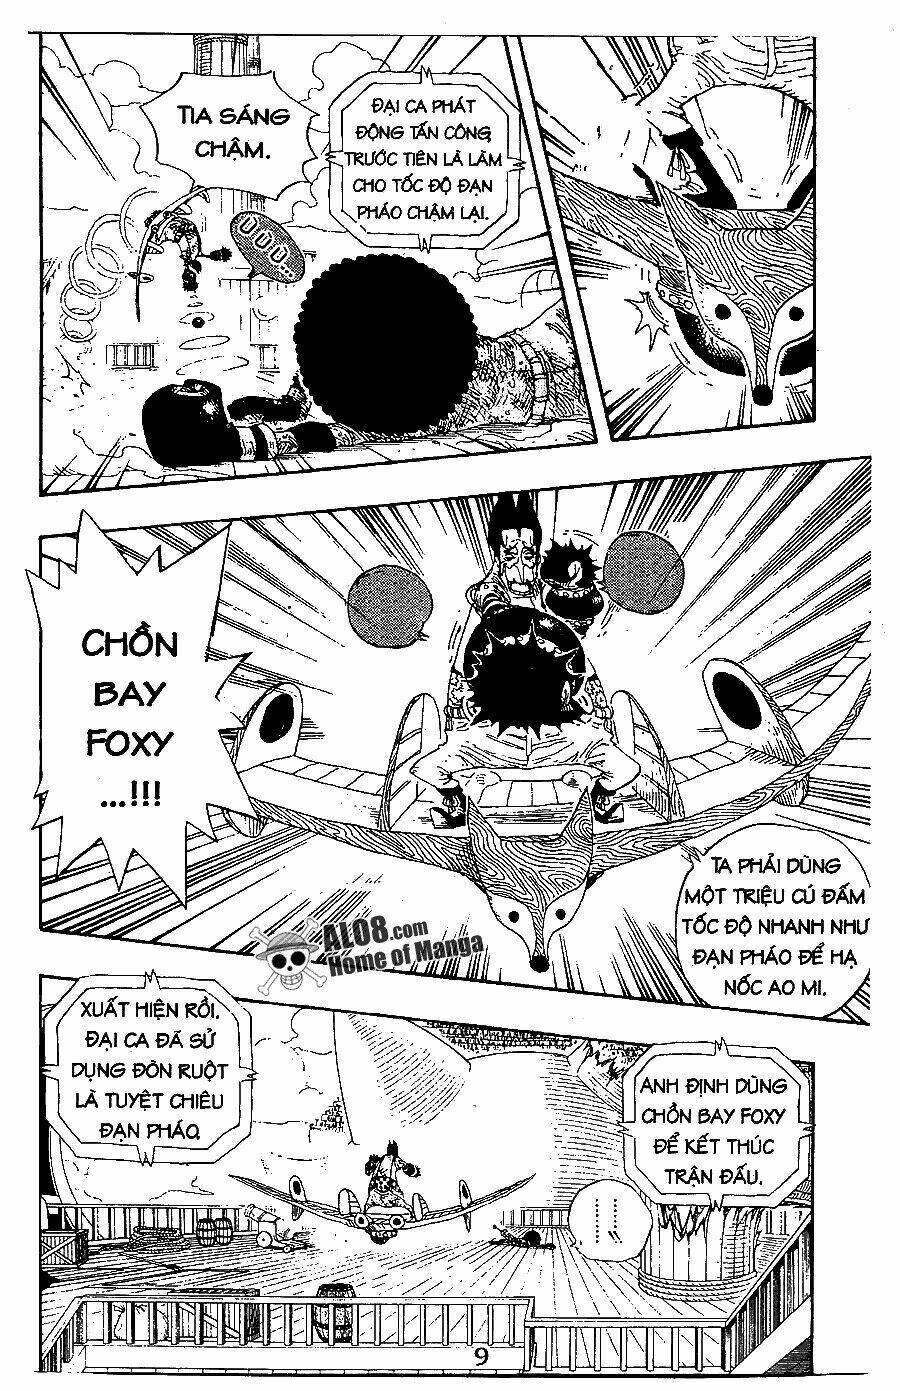 TIA SÁNG
CHẬM.
ĐẠI CA PHÁT
ĐỘNG TẤN CÔNG,
TRƯỚC TIÊN LÀ LÀM
CHO TỐC ĐỘ ĐẠN
PHÁO CHẬM LẠI.
ÙÙÙ...
CHỒN
BAY
FOXY
...!!!
TA PHẢI DÙNG
MỘT TRIỆU CÚ ĐẤM
TỐC ĐỘ NHANH NHƯ
ĐẠN PHÁO ĐỂ HẠ
NỐC AO MI.
ALO8.com
Home of Manga
XUẤT HIỆN RỒI.
ĐẠI CA ĐÃ SỬ
DỤNG ĐÒN RUỘT
LÀ TUYỆT CHIÊU
ĐẠN PHÁO.
ANH ĐỊNH DÙNG
CHỒN BAY FOXY
ĐỂ KẾT THÚC
TRẬN ĐẤU.
......
......
9